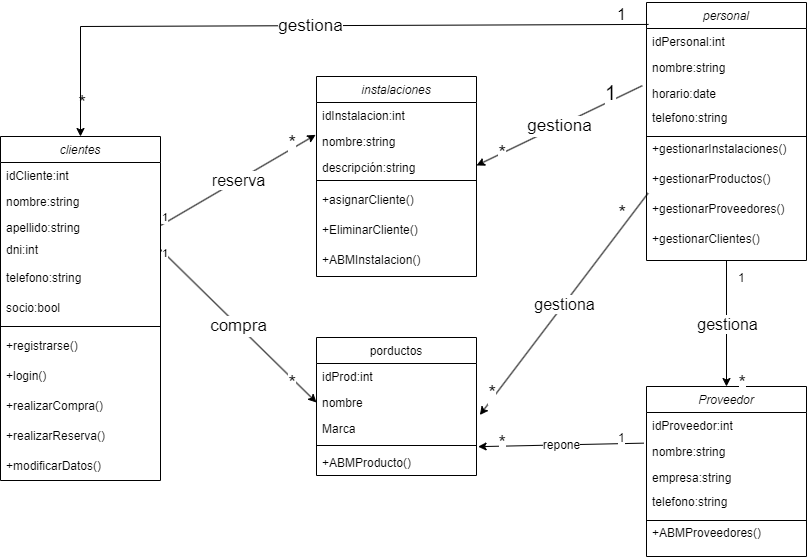 gestiona
1
*
personal
idPersonal:int
nombre:string
horario:date
telefono:string
+gestionarInstalaciones()
+gestionarProductos()
+gestionarProveedores()
+gestionarClientes()
instalaciones
idInstalacion:int
nombre:string
descripción:string
+asignarCliente()
+EliminarCliente()
+ABMInstalacion()
1
gestiona
*
clientes
idCliente:int
nombre:string
apellido:string
dni:int
telefono:string
socio:bool
+registrarse()
+login()
+realizarCompra()
+realizarReserva()
+modificarDatos()
*
reserva
1
1
compra
*
*
gestiona
*
1
gestiona
*
porductos
idProd:int
nombre
Marca
+ABMProducto()
*
repone
1
Proveedor
idProveedor:int
nombre:string
empresa:string
telefono:string
+ABMProveedores()